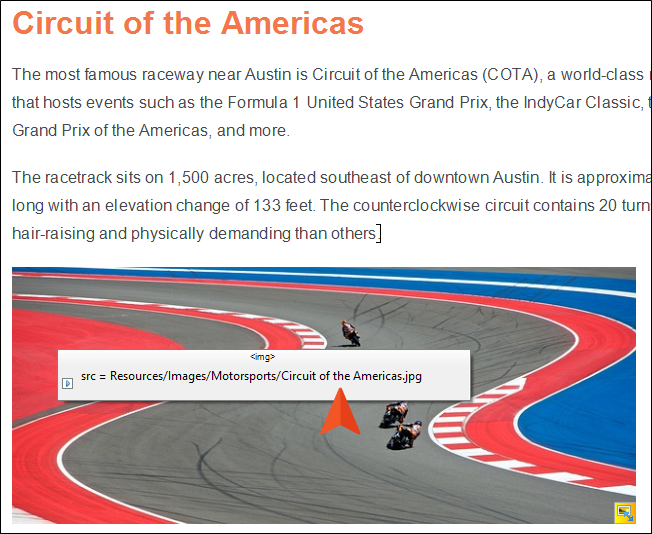 Circuit of the Americas
The most famous raceway near Austin is Circuit of the Americas (COTA), a world-class
that hosts events such as the Formula 1 United States Grand Prix, the IndyCar Classic,
Grand Prix of the Americas, and more.
The racetrack sits on 1,500 acres, located southeast of downtown Austin. It is approxima
long with an elevation change of 133 feet. The counterclockwise circuit contains 20 turn
hair-raising and physically demanding than others
<img>
src = Resources/Images/Motorsports/Circuit of the Americas.jpg